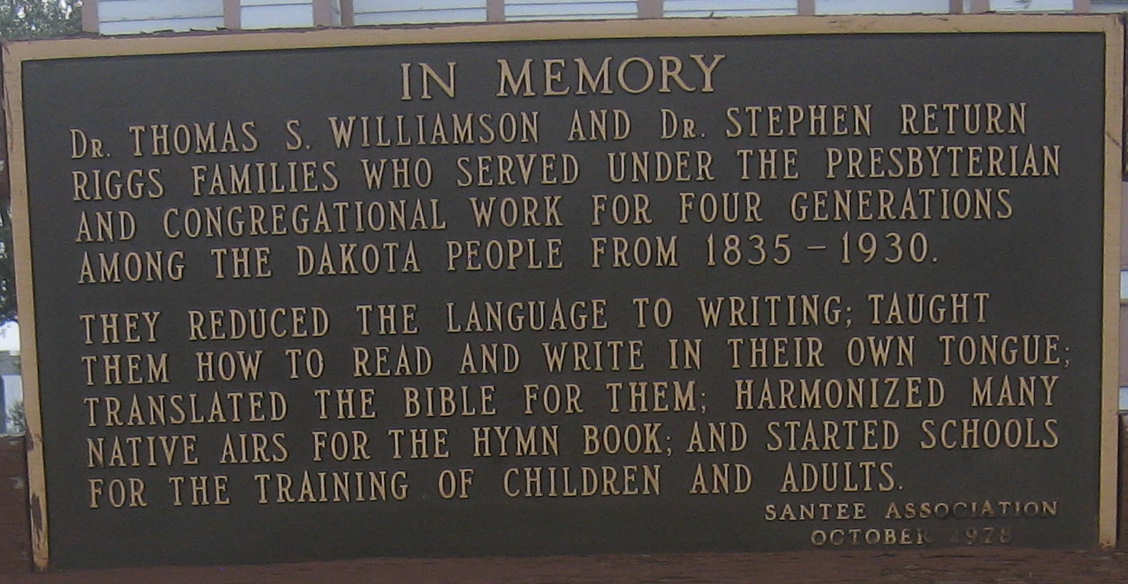 IN MEMORY
DR. THOMAS S. WILLIAMSON AND DR. STEPHEN RETURN
RIGGS FAMILIES WHO SERVED UNDER THE PRESBYTERIAN
AND CONGREGATIONAL WORK FOR FOUR GENERATIONS
AMONG THE DAKOTA PEOPLE FROM 1835 – 1930.
THEY REDUCED THE LANGUAGE TO WRITING; TAUGHT
THEM HOW TO READ AND WRITE IN THEIR OWN TONGUE;
TRANSLATED THE BIBLE FOR THEM; HARMONIZED MANY
NATIVE AIRS FOR THE HYMN BOOK; AND STARTED SCHOOLS
FOR THE TRAINING OF CHILDREN AND ADULTS.
SANTEE ASSOCIATION
OCTOBER 1978